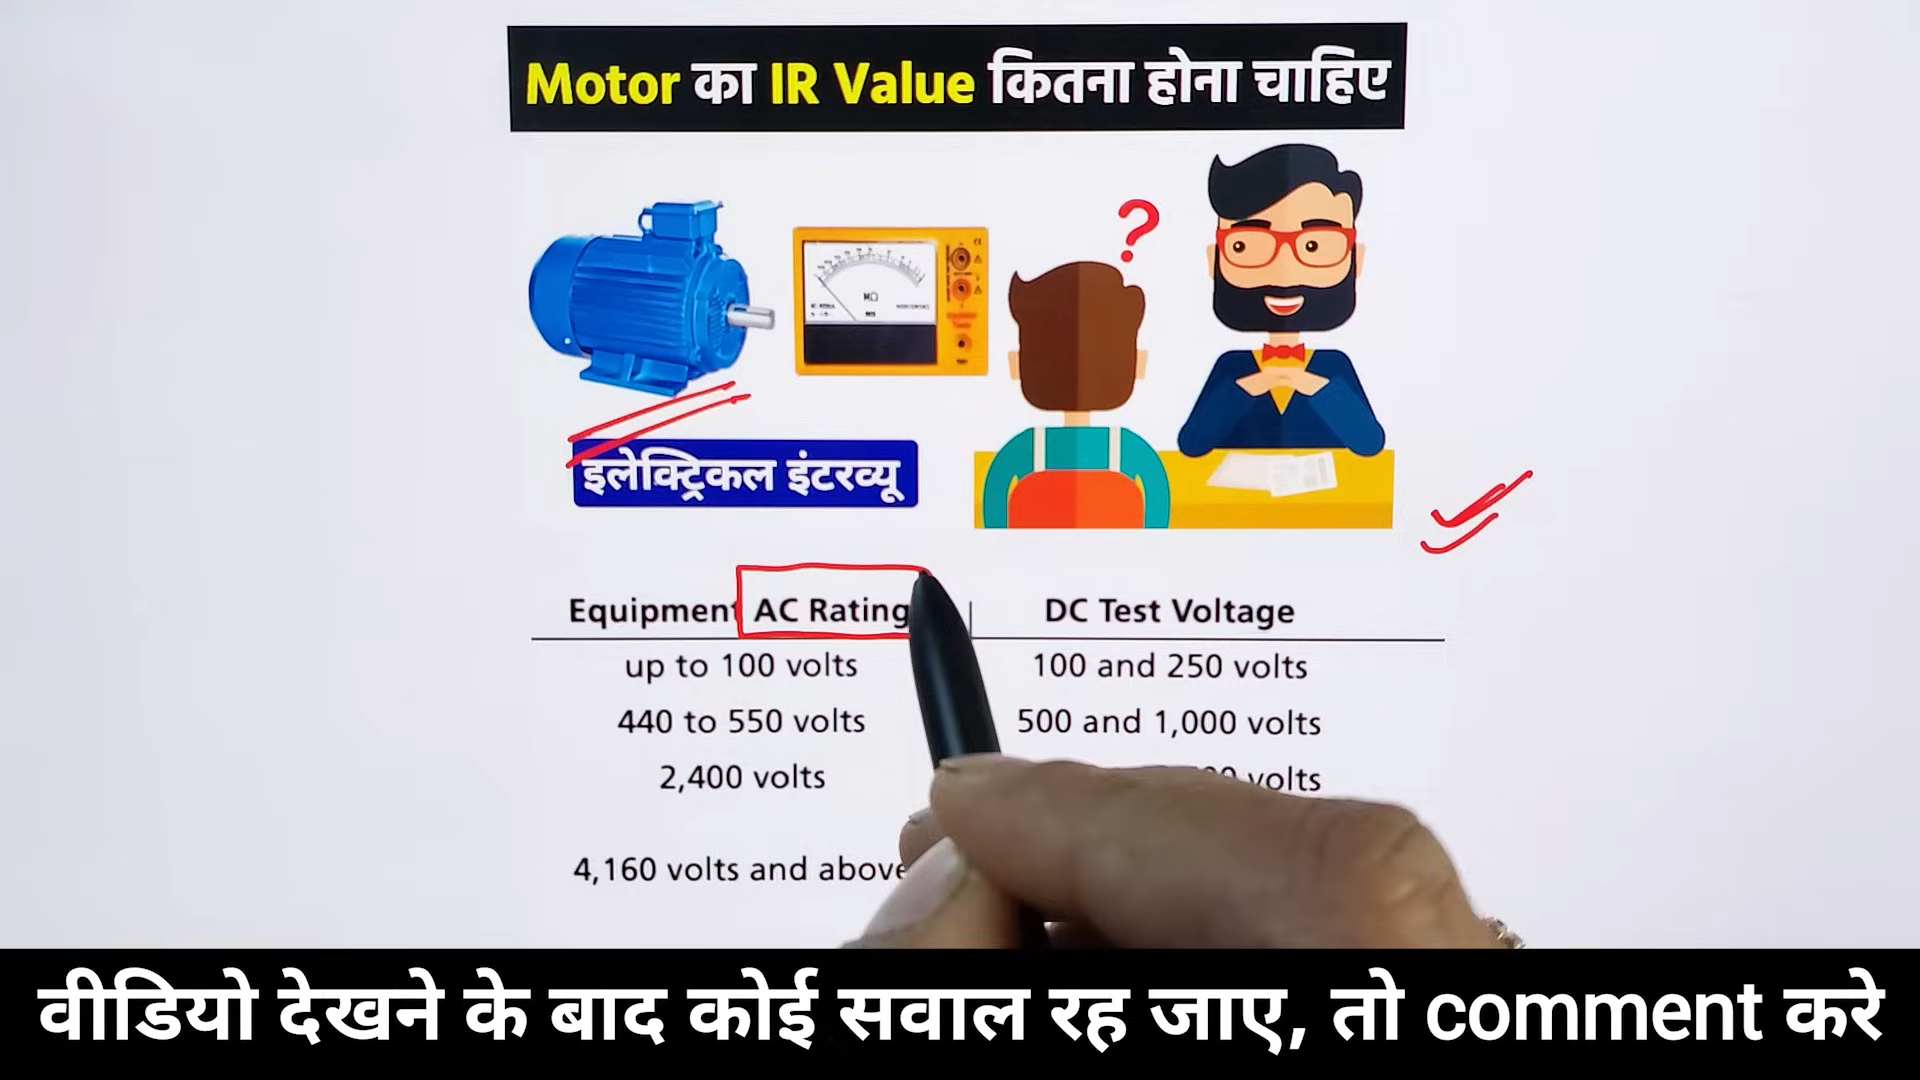 Motor का IR Value कितना होना चाहिए
?
MΩ
इलेक्ट्रिकल इंटरव्यू
Equipment AC Rating DC Test Voltage
up to 100 volts 100 and 250 volts
440 to 550 volts 500 and 1,000 volts
2,400 volts volts
4,160 volts and above
वीडियो देखने के बाद कोई सवाल रह जाए, तो comment करे